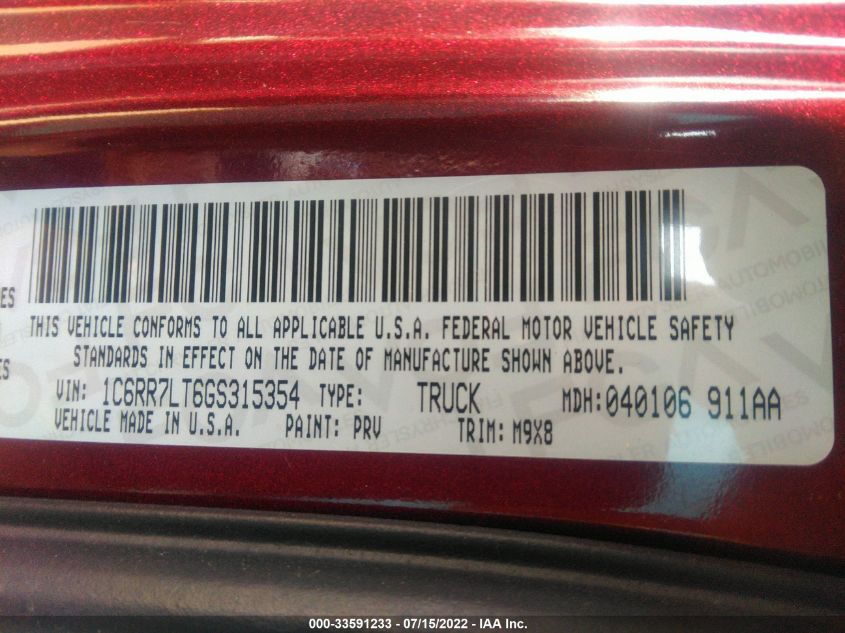 ES
THIS VEHICLE CONFORMS TO ALL APPLICABLE U.S.A. FEDERAL MOTOR VEHICLE SAFETY
ES
STANDARDS IN EFFECT ON THE DATE OF MANUFACTURE SHOWN ABOVE.
VIN: 1C6RR7LT6GS315354 TYPE: TRUCK MDH:040106 911AA
VEHICLE MADE IN U.S.A. PAINT: PRV TRIM: M9X8
000-33591233 - 07/15/2022 - IAA Inc.